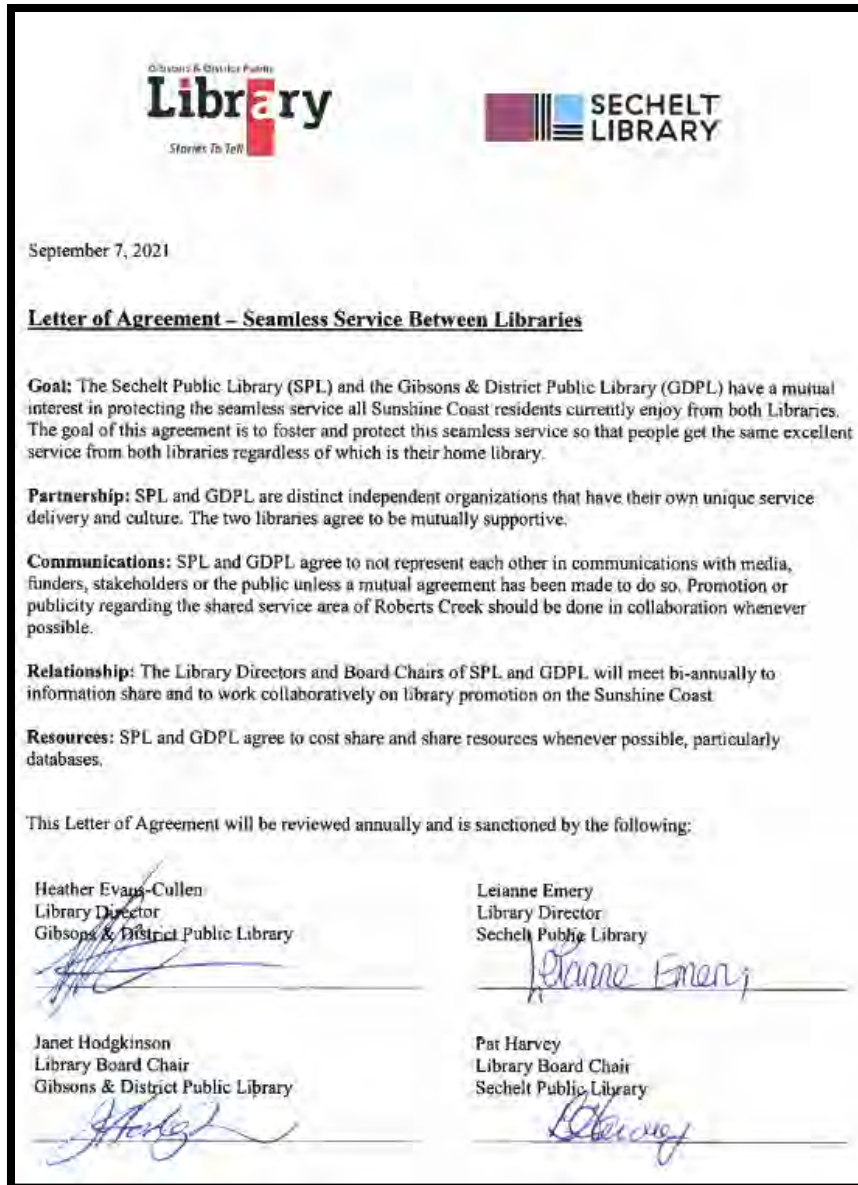 Gibsons & District Public
Library
Stories To Tell
SECHELT
LIBRARY
September 7, 2021
Letter of Agreement – Seamless Service Between Libraries
Goal: The Sechelt Public Library (SPL) and the Gibsons & District Public Library (GDPL) have a mutual
interest in protecting the seamless service all Sunshine Coast residents currently enjoy from both Libraries.
The goal of this agreement is to foster and protect this seamless service so that people get the same excellent
service from both libraries regardless of which is their home library.
Partnership: SPL and GDPL are distinct independent organizations that have their own unique service
delivery and culture. The two libraries agree to be mutually supportive.
Communications: SPL and GDPL agree to not represent each other in communications with media,
funders, stakeholders or the public unless a mutual agreement has been made to do so. Promotion or
publicity regarding the shared service area of Roberts Creek should be done in collaboration whenever
possible.
Relationship: The Library Directors and Board Chairs of SPL and GDPL will meet bi-annually to
information share and to work collaboratively on library promotion on the Sunshine Coast
Resources: SPL and GDPL agree to cost share and share resources whenever possible, particularly
databases.
This Letter of Agreement will be reviewed annually and is sanctioned by the following:
Heather Evans-Cullen
Library Director
Gibsons & District Public Library
Leianne Emery
Library Director
Sechelt Public Library
Leianne Emery
Janet Hodgkinson
Library Board Chair
Gibsons & District Public Library
Pat Harvey
Library Board Chair
Sechelt Public Library